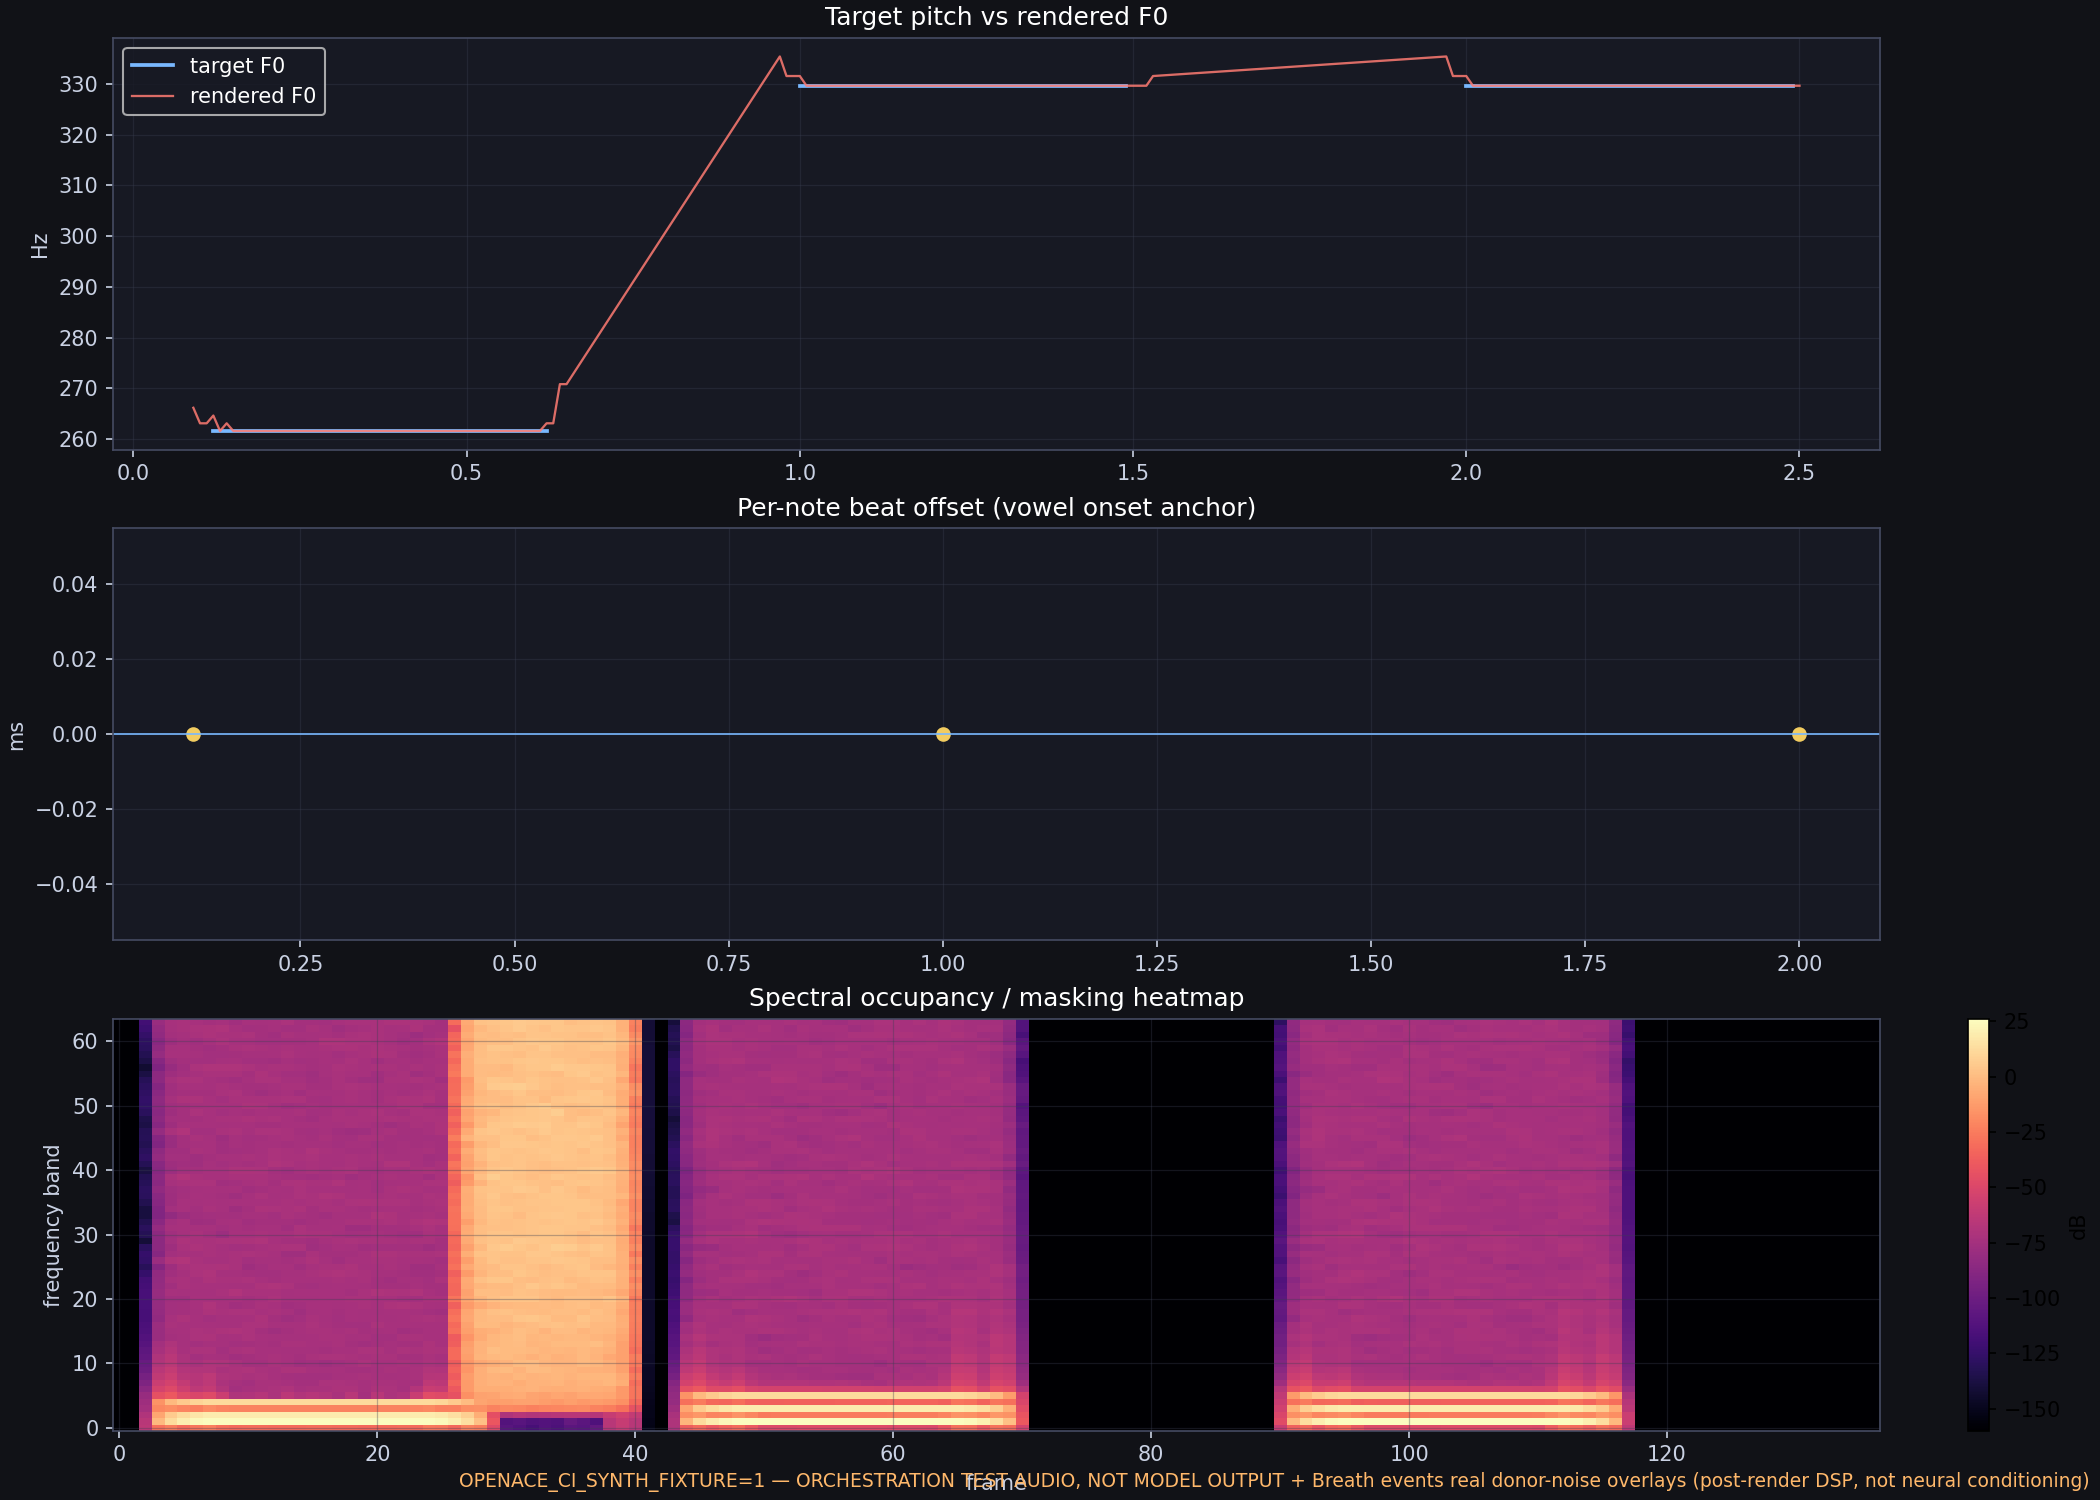 Target pitch vs rendered F0
target F0
rendered F0
Hz
330
320
310
300
290
280
270
260
0.0 0.5 1.0 1.5 2.0 2.5
Per-note beat offset (vowel onset anchor)
ms
0.04
0.02
0.00
−0.02
−0.04
0.25 0.50 0.75 1.00 1.25 1.50 1.75 2.00
Spectral occupancy / masking heatmap
frequency band
60
50
40
30
20
10
0
0 20 40 60 80 100 120
frame
25
0
−25
−50
−75
−100
−125
−150
dB
OPENACE_CI_SYNTH_FIXTURE=1 — ORCHESTRATION TEST AUDIO, NOT MODEL OUTPUT + Breath events real donor-noise overlays (post-render DSP, not neural conditioning)